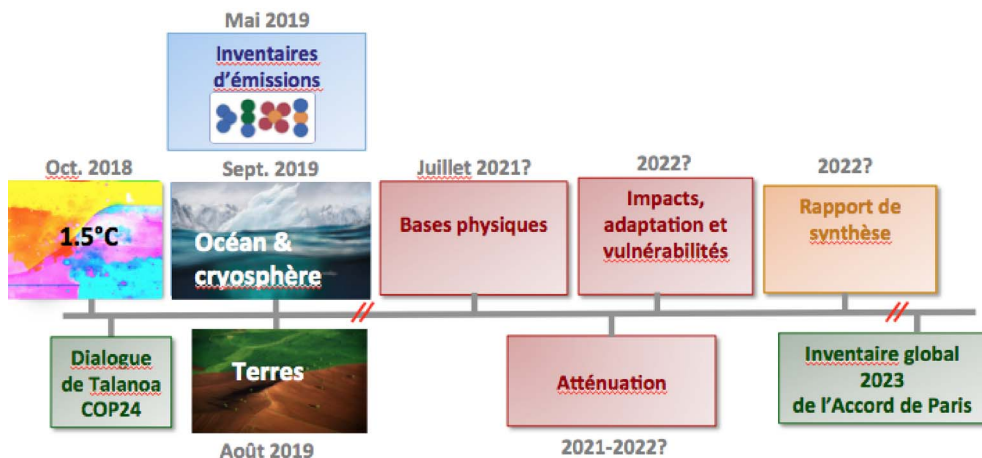 Mai 2019
Inventaires
d’émissions
Oct. 2018
1.5°C
Sept. 2019
Océan &
cryosphère
Juillet 2021?
Bases physiques
2022?
Impacts,
adaptation et
vulnérabilités
2022?
Rapport de
synthèse
Dialogue
de Talanoa
COP24
Terres
Août 2019
Atténuation
2021-2022?
Inventaire global
2023
de l’Accord de Paris